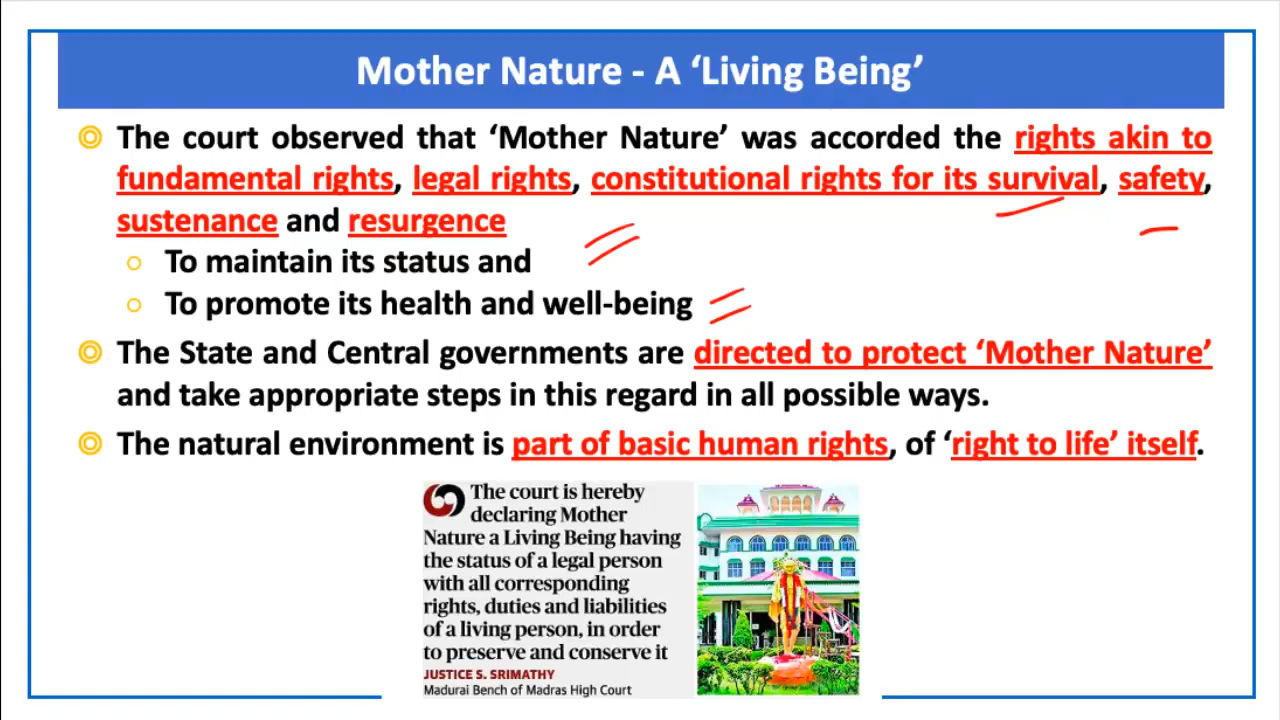 Mother Nature - A ‘Living Being’
The court observed that ‘Mother Nature’ was accorded the rights akin to
fundamental rights, legal rights, constitutional rights for its survival, safety,
sustenance and resurgence
To maintain its status and
To promote its health and well-being
The State and Central governments are directed to protect ‘Mother Nature’
and take appropriate steps in this regard in all possible ways.
The natural environment is part of basic human rights, of ‘right to life’ itself.
The court is hereby
declaring Mother
Nature a Living Being having
the status of a legal person
with all corresponding
rights, duties and liabilities
of a living person, in order
to preserve and conserve it
JUSTICE S. SRIMATHY
Madurai Bench of Madras High Court